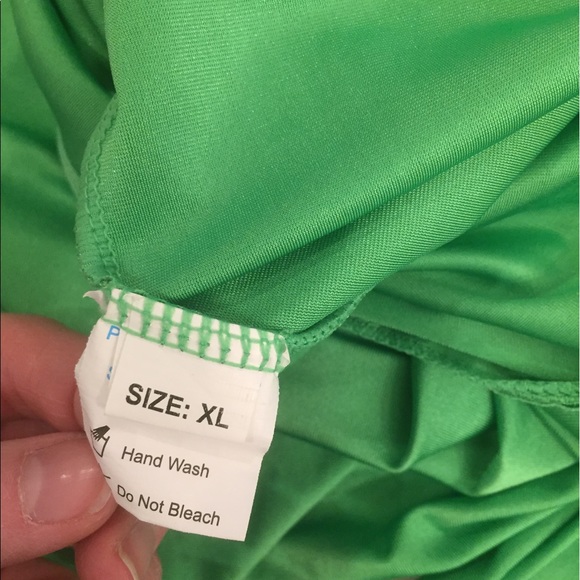 P
SIZE: XL
Hand Wash
Do Not Bleach